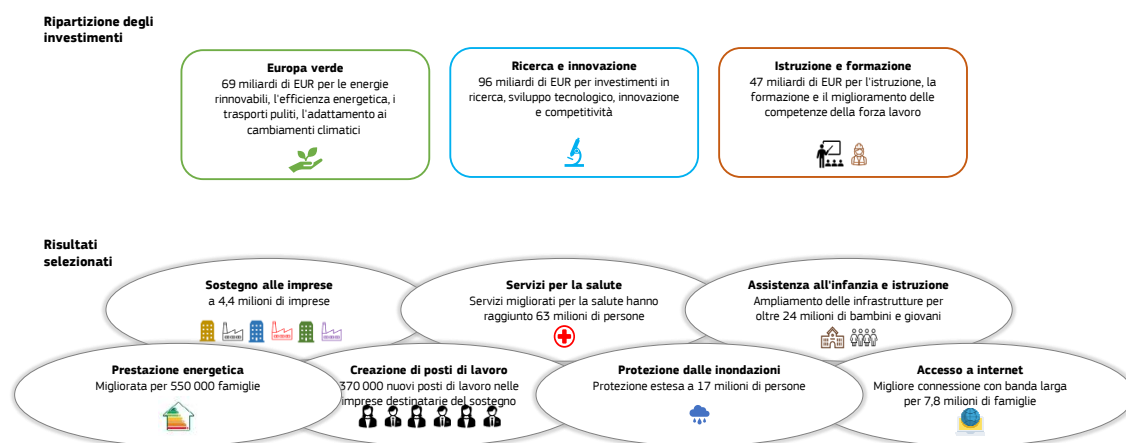 Ripartizione degli
investimenti
Europa verde
69 miliardi di EUR per le energie
rinnovabili, l'efficienza energetica, i
trasporti puliti, l'adattamento ai
cambiamenti climatici
Ricerca e innovazione
96 miliardi di EUR per investimenti in
ricerca, sviluppo tecnologico, innovazione
e competitività
Istruzione e formazione
47 miliardi di EUR per l'istruzione, la
formazione e il miglioramento delle
competenze della forza lavoro
Risultati
selezionati
Sostegno alle imprese
a 4,4 milioni di imprese
Servizi per la salute
Servizi migliorati per la salute hanno
raggiunto 63 milioni di persone
Assistenza all'infanzia e istruzione
Ampliamento delle infrastrutture per
oltre 24 milioni di bambini e giovani
Prestazione energetica
Migliorata per 550 000 famiglie
Creazione di posti di lavoro
370 000 nuovi posti di lavoro nelle
imprese destinatarie del sostegno
Protezione dalle inondazioni
Protezione estesa a 17 milioni di persone
Accesso a internet
Migliore connessione con banda larga
per 7,8 milioni di famiglie